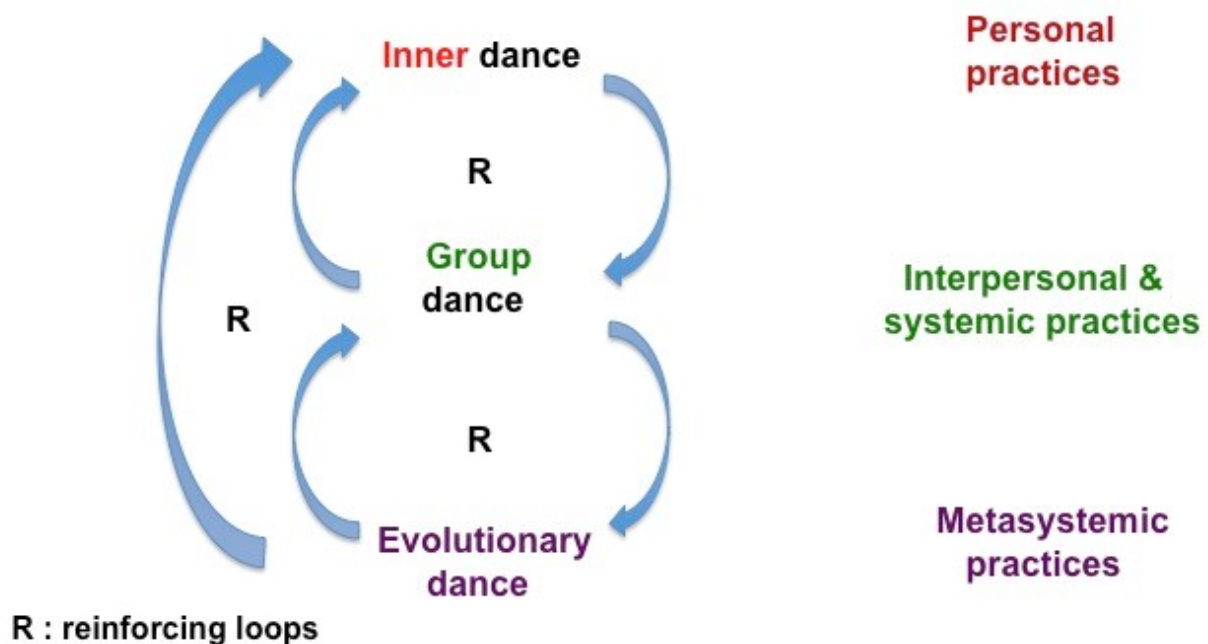 Inner dance
Personal
practices
R
Group
dance
Interpersonal &
systemic practices
R
R
Evolutionary
dance
Metasystemic
practices
R : reinforcing loops